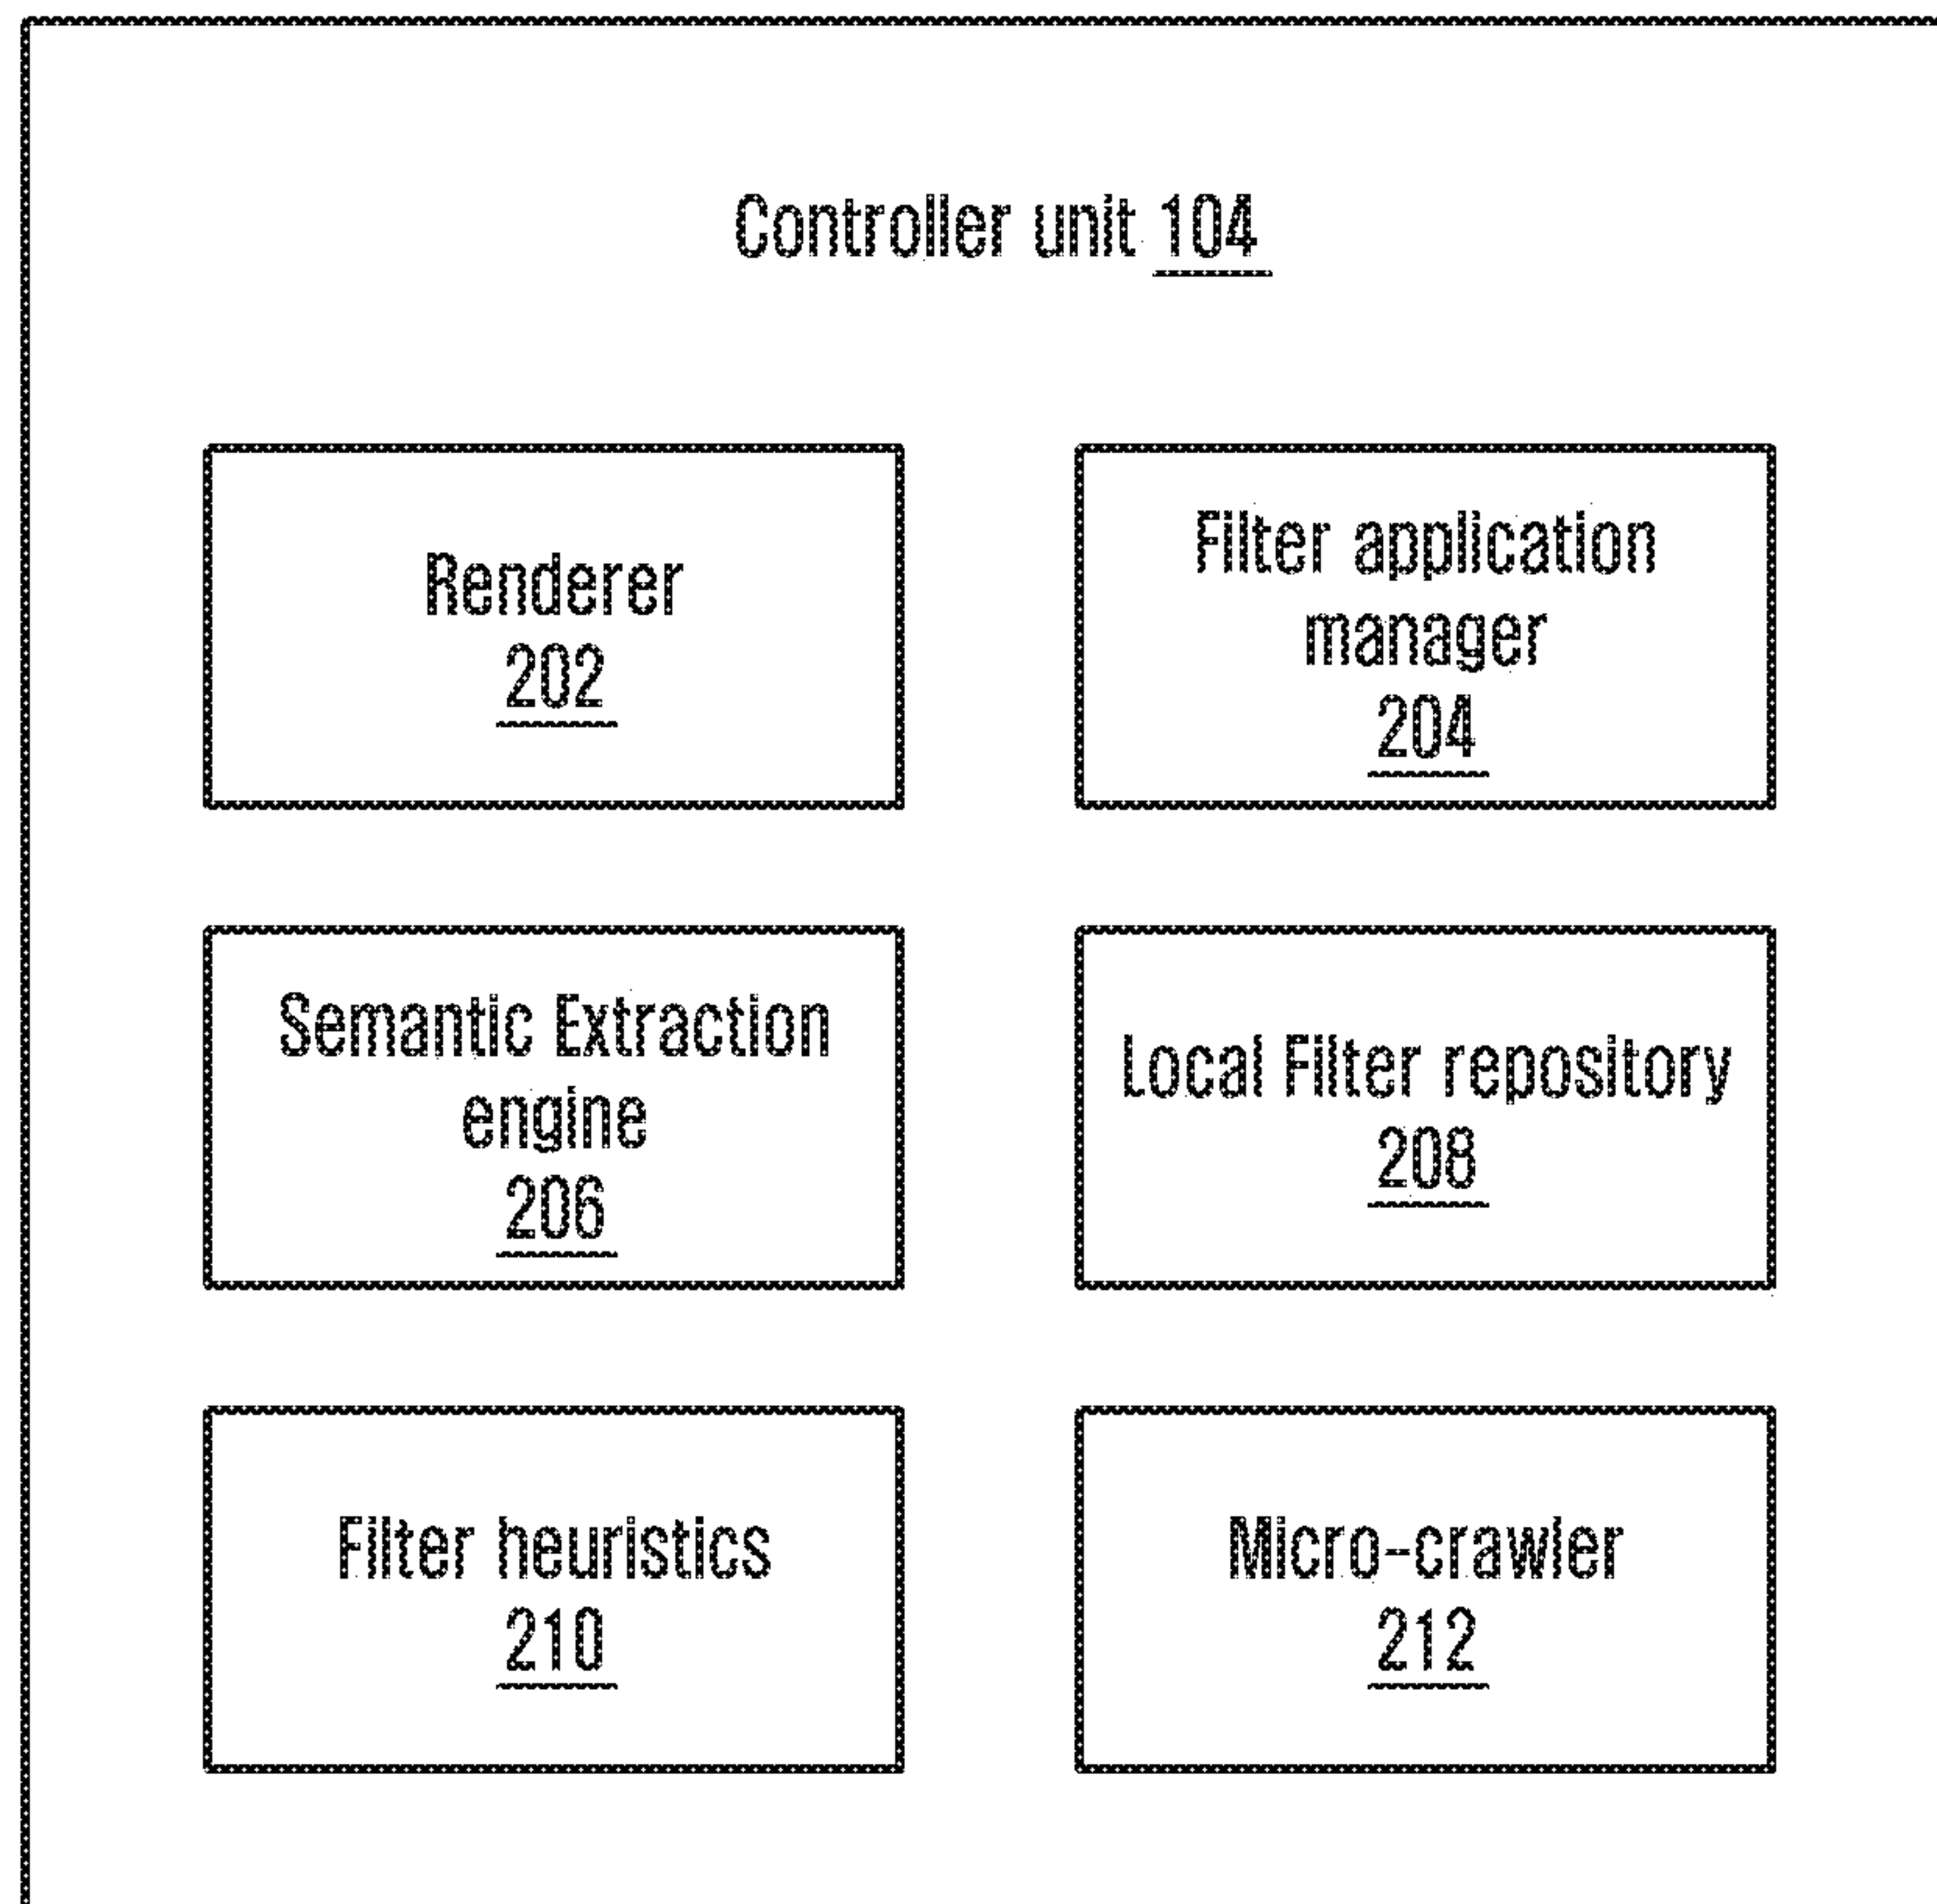 Controller unit 104
Renderer
202
Filter application
manager
204
Semantic Extraction
engine
206
Local Filter repository
208
Filter heuristics
210
Micro-crawler
212